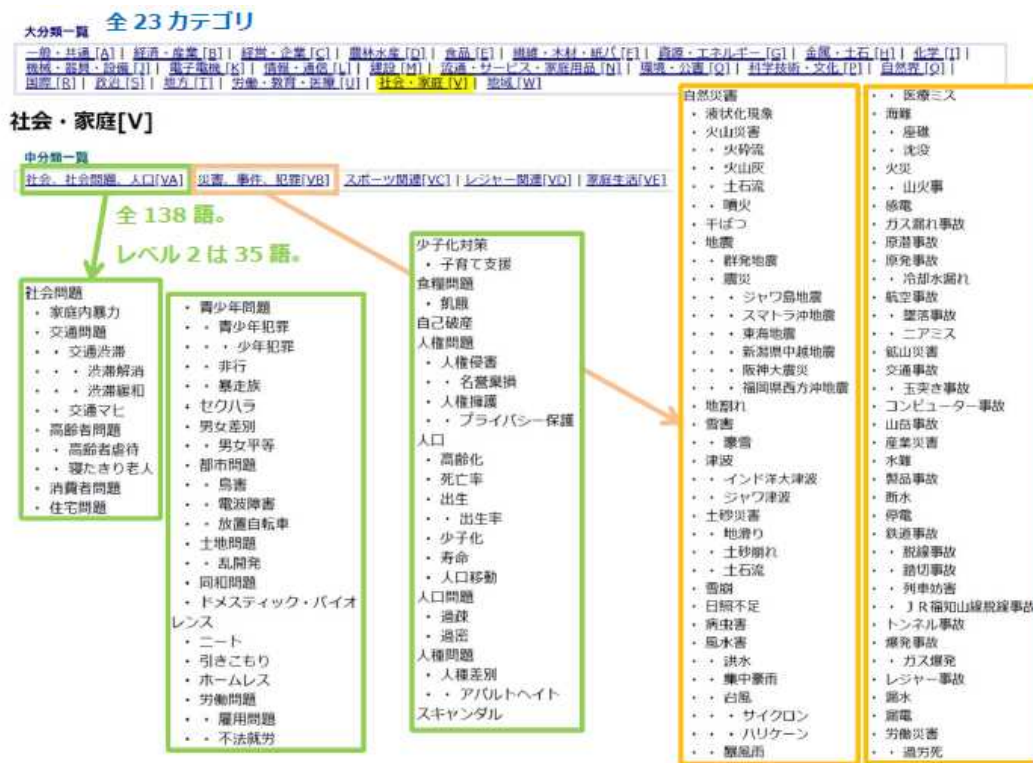 大分類一覧 全 23 カテゴリ
一般・共通 [A] | 経済・産業 [B] | 経営・企業 [C] | 農林水産 [D] | 食品 [E] | 繊維・木材・紙パ [F] | 資源・エネルギー [G] | 金属・土石 [H] | 化学 [I]
機械・器具・設備 [J] | 電子電機 [K] | 情報・通信 [L] | 建設 [M] | 流通・サービス・家庭用品 [N] | 環境・公害 [O] | 科学技術・文化 [P] | 自然界 [Q]
国際 [R] | 政治 [S] | 地方 [T] | 労働・教育・医療 [U] | 社会・家庭 [V] | 地域 [W]
社会・家庭[V]
中分類一覧
社会、社会問題、人口[VA] 災害、事件、犯罪[VB] スポーツ関連[VC] | レジャー関連[VD] | 家庭生活[VE]
全 138 語。
レベル 2 は 35 語。
社会問題
・ 家庭内暴力
・ 交通問題
・ ・ 交通渋滞
・ ・ ・ 渋滞解消
・ ・ ・ 渋滞緩和
・ ・ 交通マヒ
・ 高齢者問題
・ ・ 高齢者虐待
・ ・ 寝たきり老人
・ 消費者問題
・ 住宅問題
・ 青少年問題
・ ・ 青少年犯罪
・ ・ ・ 少年犯罪
・ ・ 非行
・ ・ 暴走族
・ セクハラ
・ 男女差別
・ ・ 男女平等
・ 都市問題
・ ・ 鳥害
・ ・ 電波障害
・ ・ 放置自転車
・ 土地問題
・ ・ 乱開発
・ 同和問題
・ ドメスティック・バイオ
レンス
・ ニート
・ 引きこもり
・ ホームレス
・ 労働問題
・ ・ 雇用問題
・ ・ 不法就労
少子化対策
・ 子育て支援
食糧問題
・ 飢餓
自己破産
人権問題
・ 人権侵害
・ ・ 名誉棄損
・ 人権擁護
・ ・ プライバシー保護
人口
・ 高齢化
・ 死亡率
・ 出生
・ ・ 出生率
・ 少子化
・ 寿命
・ 人口移動
人口問題
・ 過疎
・ 過密
人種問題
・ 人種差別
・ ・ アパルトヘイト
スキャンダル
自然災害
・ 液状化現象
・ 火山災害
・ ・ 火砕流
・ ・ 火山灰
・ ・ 土石流
・ ・ 噴火
・ 干ばつ
・ 地震
・ ・ 群発地震
・ ・ 震災
・ ・ ・ ジャワ島地震
・ ・ ・ スマトラ沖地震
・ ・ ・ 東海地震
・ ・ ・ 新潟県中越地震
・ ・ ・ 阪神大震災
・ ・ ・ 福岡県西方沖地震
・ 地割れ
・ 雪害
・ ・ 豪雪
・ 津波
・ ・ インド洋大津波
・ ・ ジャワ津波
・ 土砂災害
・ ・ 地滑り
・ ・ 土砂崩れ
・ ・ 土石流
・ 雪崩
・ 日照不足
・ 病虫害
・ 風水害
・ ・ 洪水
・ ・ 集中豪雨
・ ・ 台風
・ ・ ・ サイクロン
・ ・ ・ ハリケーン
・ ・ 暴風雨
・ ・ 医療ミス
・ 海難
・ ・ 座礁
・ ・ 沈没
・ 火災
・ ・ 山火事
・ 感電
・ ガス漏れ事故
・ 原潜事故
・ 原発事故
・ ・ 冷却水漏れ
・ 航空事故
・ ・ 墜落事故
・ ・ ニアミス
・ 鉱山災害
・ 交通事故
・ ・ 玉突き事故
・ コンピューター事故
・ 山岳事故
・ 産業災害
・ 水難
・ 製品事故
・ 断水
・ 停電
・ 鉄道事故
・ ・ 脱線事故
・ ・ 踏切事故
・ ・ 列車妨害
・ ・ ＪＲ福知山線脱線事故
・ トンネル事故
・ 爆発事故
・ ・ ガス爆発
・ レジャー事故
・ 漏水
・ 漏電
・ 労働災害
・ ・ 過労死